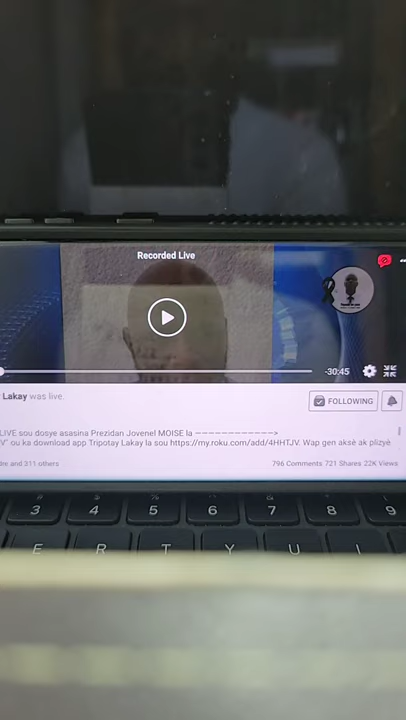 Recorded Live
-30:45
Lakay was live.
FOLLOWING
LIVE sou dosye asasina Prezidan Jovenel MOISE la ————————————>
V" ou ka download app Tripotay Lakay la sou https://my.roku.com/add/4HHTJV. Wap gen aksè ak plizyè
and 311 others
796 Comments 721 Shares 22K Views
3 4 5 6 7 8 9
E R T Y U I